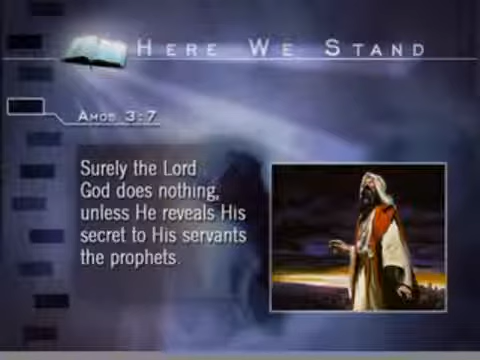 HERE WE STAND
AMOS 3:7
Surely the Lord
God does nothing,
unless He reveals His
secret to His servants
the prophets.